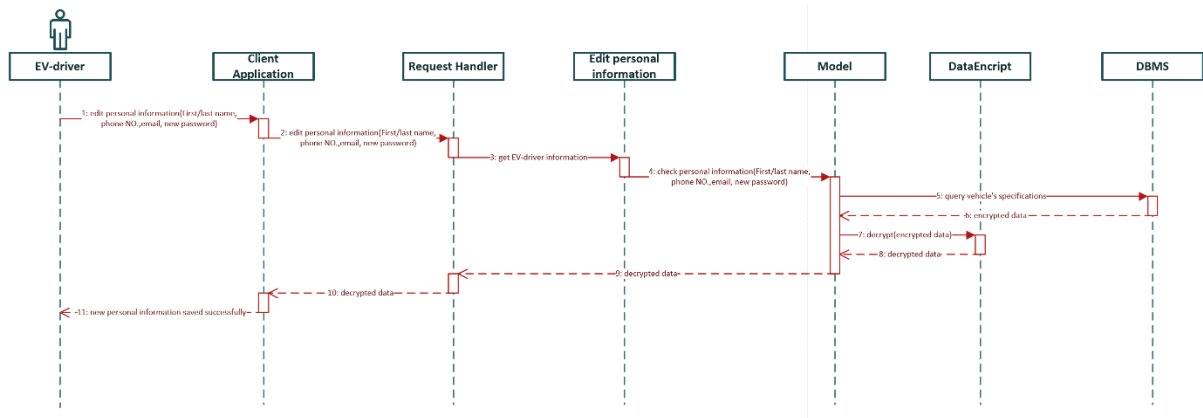 EV-driver
Client
Application
Request Handler
Edit personal
information
Model
DataEncript
DBMS
1: edit personal information(First/last name,
phone NO.,email, new password)
2: edit personal information(First/last name,
phone NO.,email, new password)
3: get EV-driver information
4: check personal information(First/last name,
phone NO.,email, new password)
5: query vehicle's specifications
6: encrypted data
7: decrypt(encrypted data)
8: decrypted data
9: decrypted data
10: decrypted data
11: new personal information saved successfully